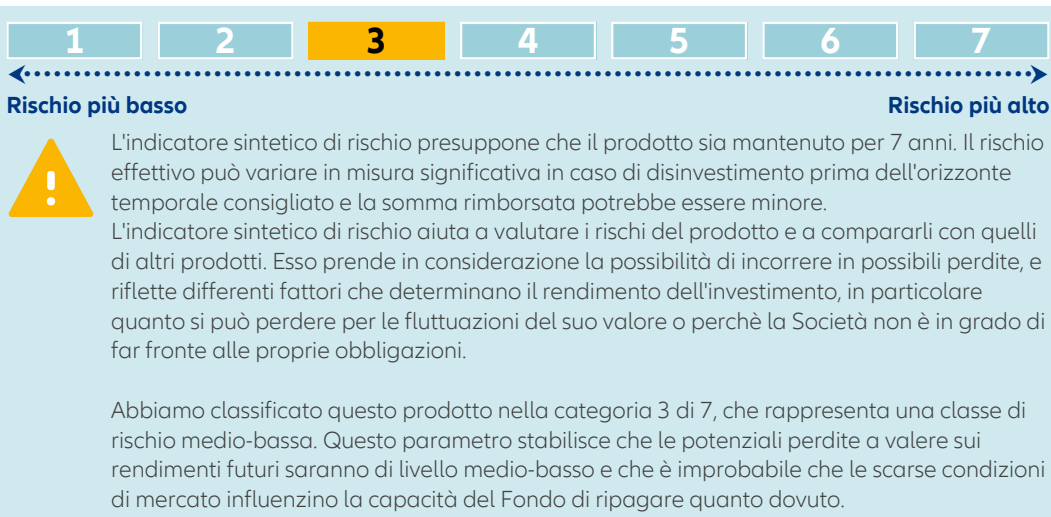 1 2 3 4 5 6 7
Rischio più basso Rischio più alto
L'indicatore sintetico di rischio presuppone che il prodotto sia mantenuto per 7 anni. Il rischio
effettivo può variare in misura significativa in caso di disinvestimento prima dell'orizzonte
temporale consigliato e la somma rimborsata potrebbe essere minore.
L'indicatore sintetico di rischio aiuta a valutare i rischi del prodotto e a compararli con quelli
di altri prodotti. Esso prende in considerazione la possibilità di incorrere in possibili perdite, e
riflette differenti fattori che determinano il rendimento dell'investimento, in particolare
quanto si può perdere per le fluttuazioni del suo valore o perchè la Società non è in grado di
far fronte alle proprie obbligazioni.
Abbiamo classificato questo prodotto nella categoria 3 di 7, che rappresenta una classe di
rischio medio-bassa. Questo parametro stabilisce che le potenziali perdite a valere sui
rendimenti futuri saranno di livello medio-basso e che è improbabile che le scarse condizioni
di mercato influenzino la capacità del Fondo di ripagare quanto dovuto.